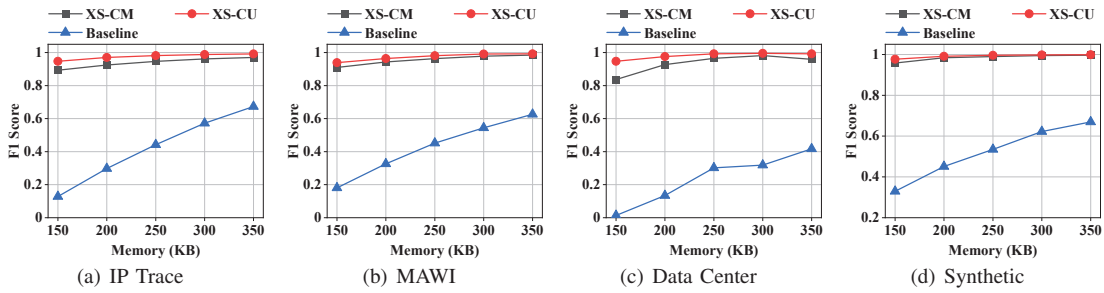 XS-CM XS-CU
Baseline
F1 Score
1
0.8
0.6
0.4
0.2
0
150 200 250 300 350
Memory (KB)
(a) IP Trace
XS-CM XS-CU
Baseline
F1 Score
1
0.8
0.6
0.4
0.2
0
150 200 250 300 350
Memory (KB)
(b) MAWI
XS-CM XS-CU
Baseline
F1 Score
1
0.8
0.6
0.4
0.2
0
150 200 250 300 350
Memory (KB)
(c) Data Center
XS-CM XS-CU
Baseline
F1 Score
1
0.8
0.6
0.4
0.2
150 200 250 300 350
Memory (KB)
(d) Synthetic